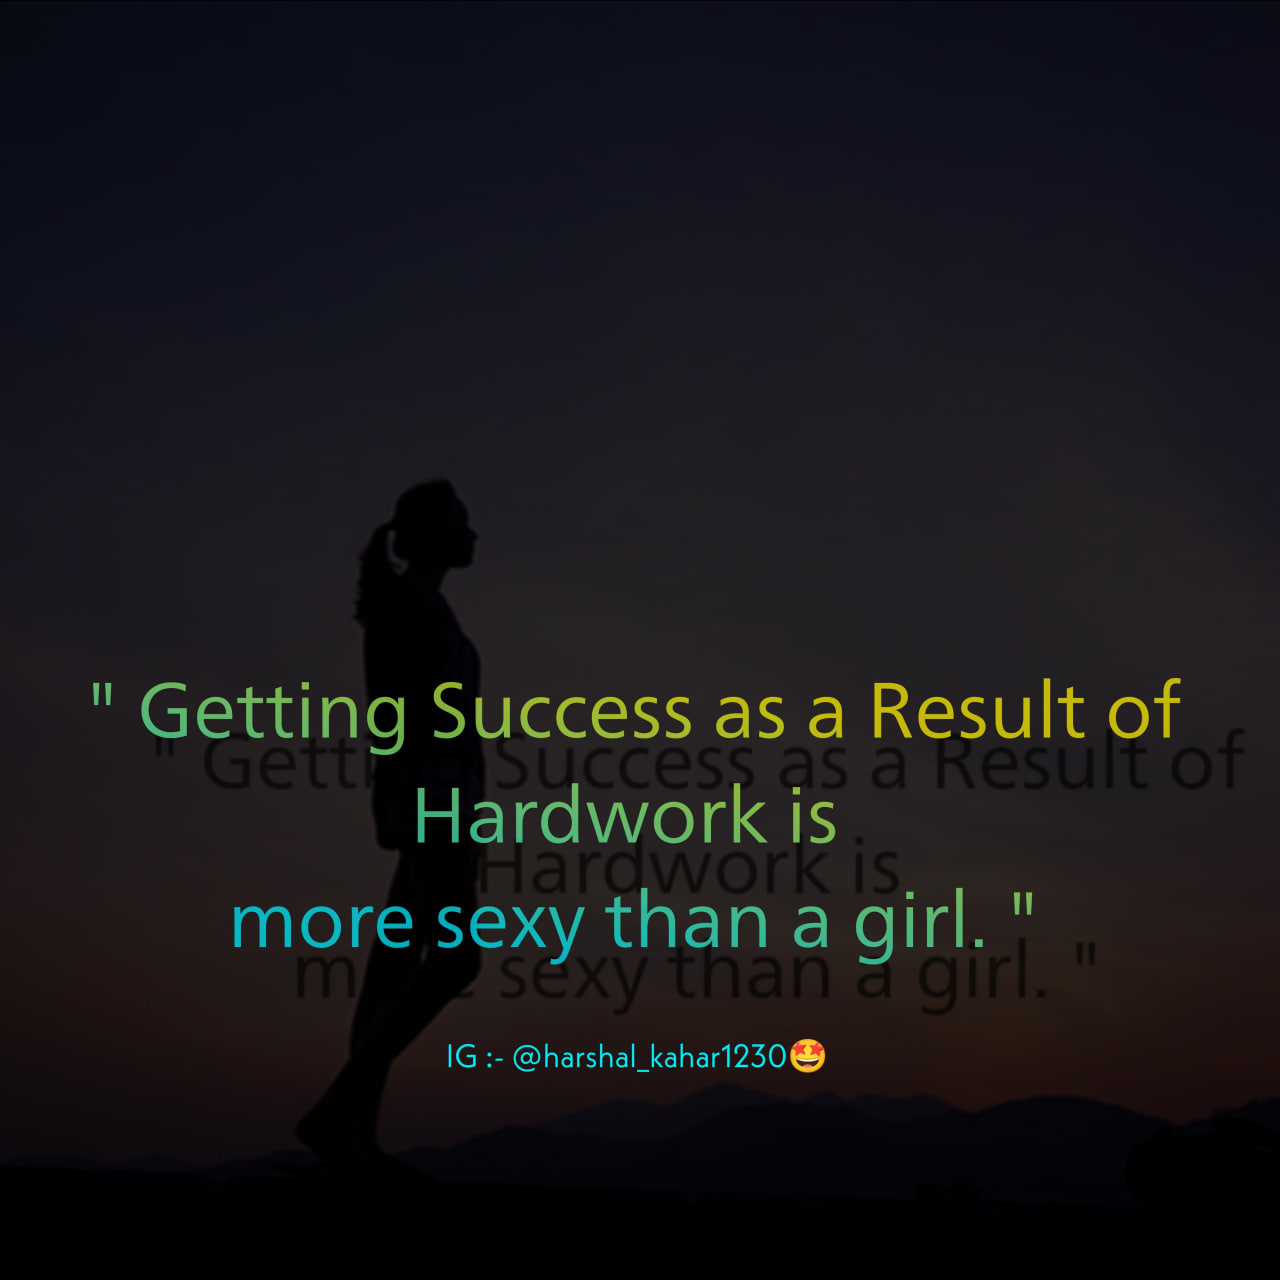 " Getting Success as a Result of
Hardwork is
more sexy than a girl. "
IG :- @harshal_kahar1230🤩